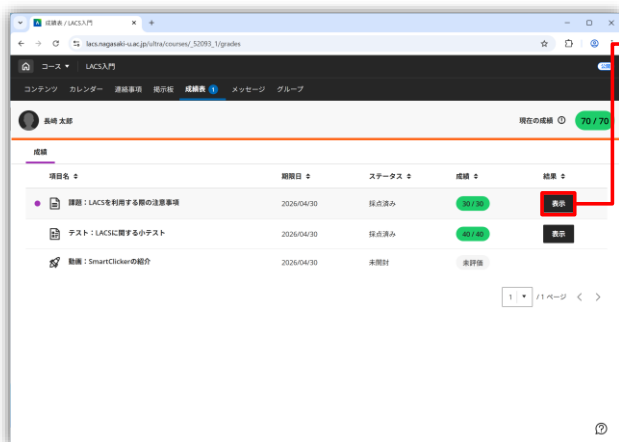 成績表 / LACS入門
lacs.nagasaki-u.ac.jp/ultra/courses/_52093_1/grades
コース LACS入門 公開
コンテンツ カレンダー 連絡事項 掲示板 成績表 1 メッセージ グループ
長崎 太郎 現在の成績 70 / 70
成績
項目名 期限日 ステータス 成績 結果
課題：LACSを利用する際の注意事項 2026/04/30 採点済み 30 / 30 表示
テスト：LACSに関する小テスト 2026/04/30 採点済み 40 / 40 表示
動画：SmartClickerの紹介 2026/04/30 未開封 未評価
1 / 1 ページ